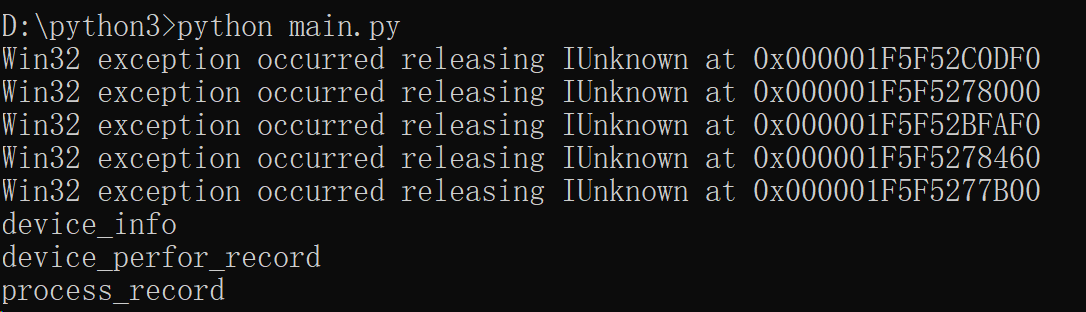 D:\python3>python main.py
Win32 exception occurred releasing IUnknown at 0x000001F5F52C0DF0
Win32 exception occurred releasing IUnknown at 0x000001F5F5278000
Win32 exception occurred releasing IUnknown at 0x000001F5F52BFAF0
Win32 exception occurred releasing IUnknown at 0x000001F5F5278460
Win32 exception occurred releasing IUnknown at 0x000001F5F5277B00
device_info
device_perfor_record
process_record